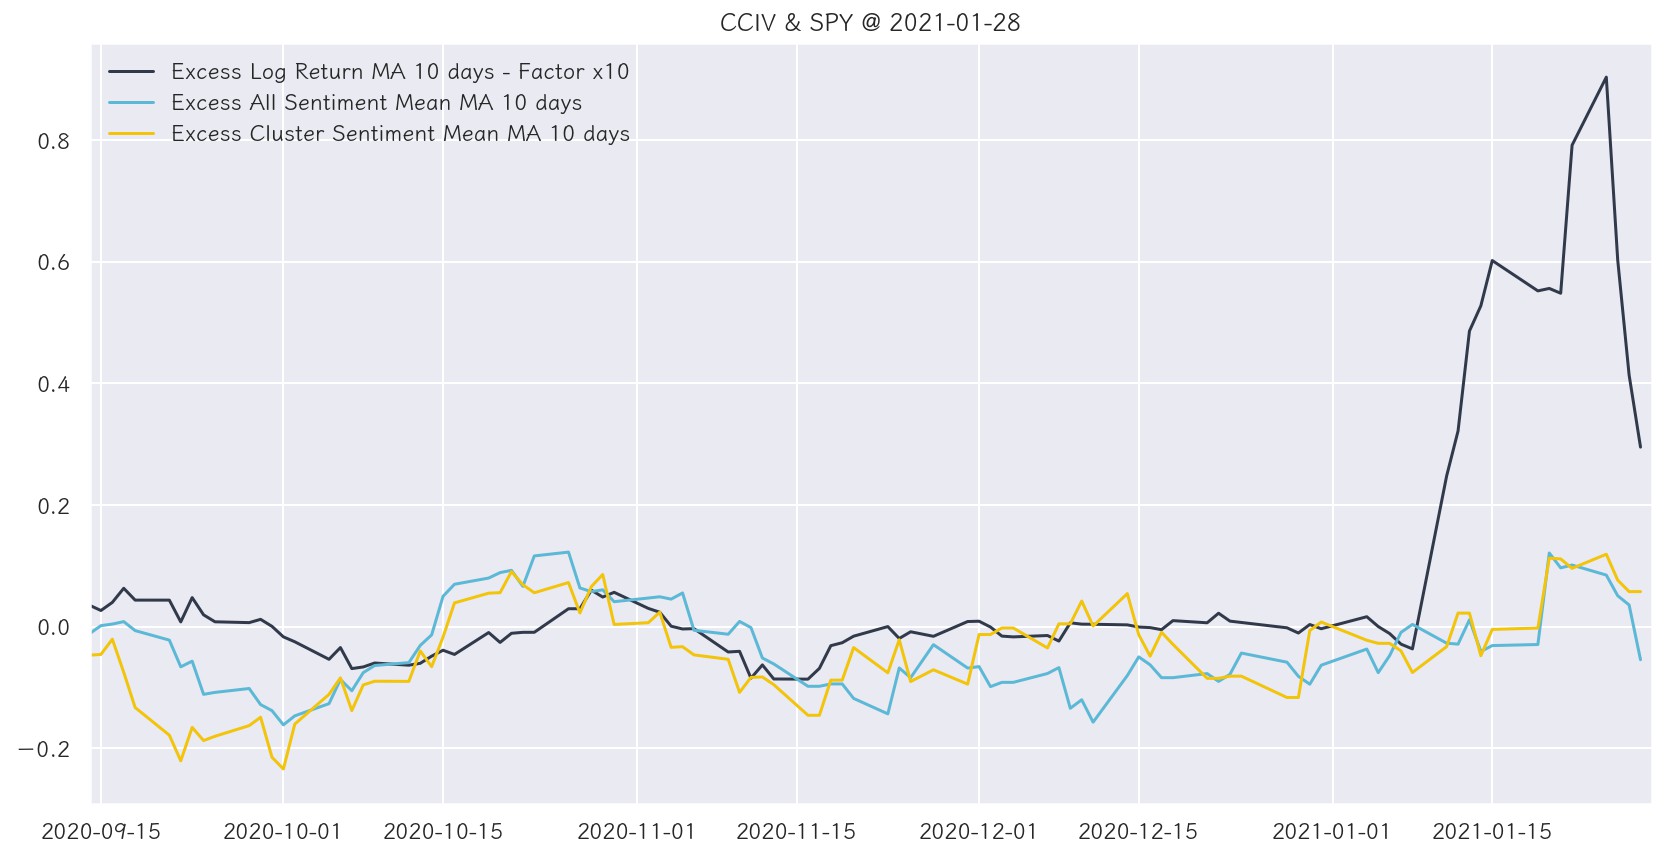 CCIV & SPY @ 2021-01-28
Excess Log Return MA 10 days - Factor x10
Excess All Sentiment Mean MA 10 days
Excess Cluster Sentiment Mean MA 10 days
0.8
0.6
0.4
0.2
0.0
−0.2
2020-09-15 2020-10-01 2020-10-15 2020-11-01 2020-11-15 2020-12-01 2020-12-15 2021-01-01 2021-01-15